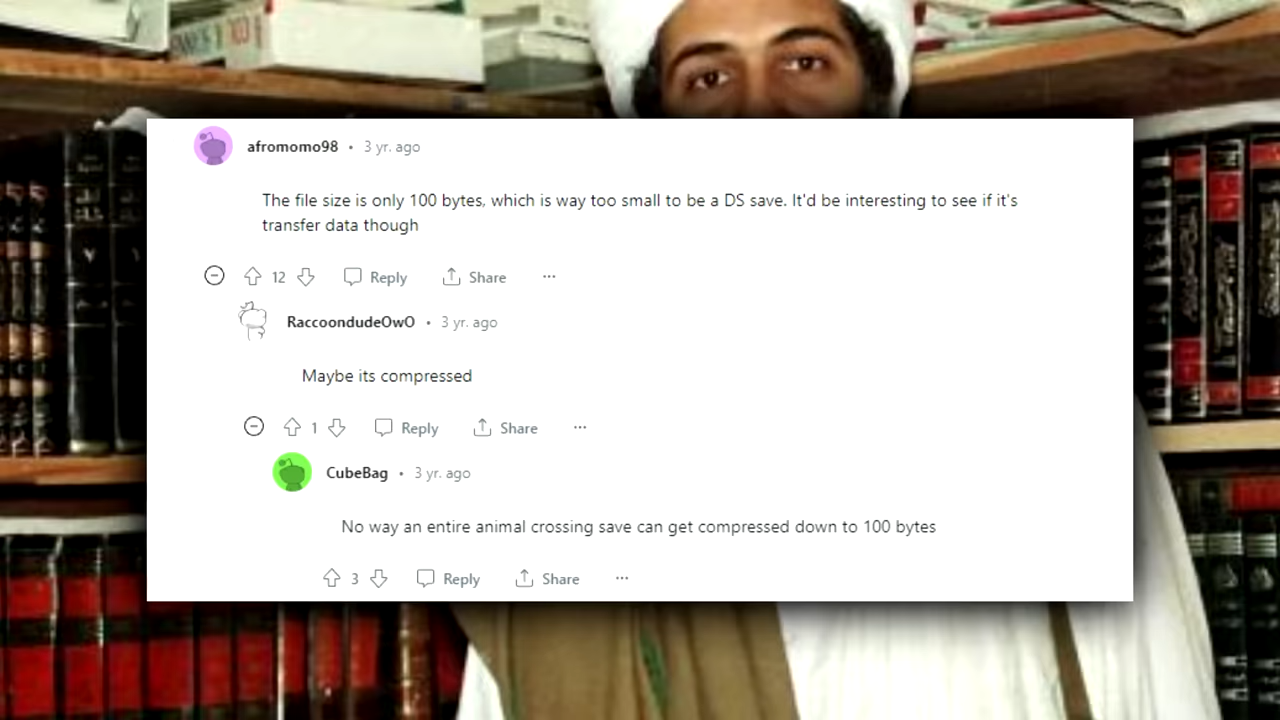 afromomo98 • 3 yr. ago
The file size is only 100 bytes, which is way too small to be a DS save. It'd be interesting to see if it's
transfer data though
12 Reply Share ...
RaccoondudeOwO • 3 yr. ago
Maybe its compressed
1 Reply Share ...
CubeBag • 3 yr. ago
No way an entire animal crossing save can get compressed down to 100 bytes
3 Reply Share ...